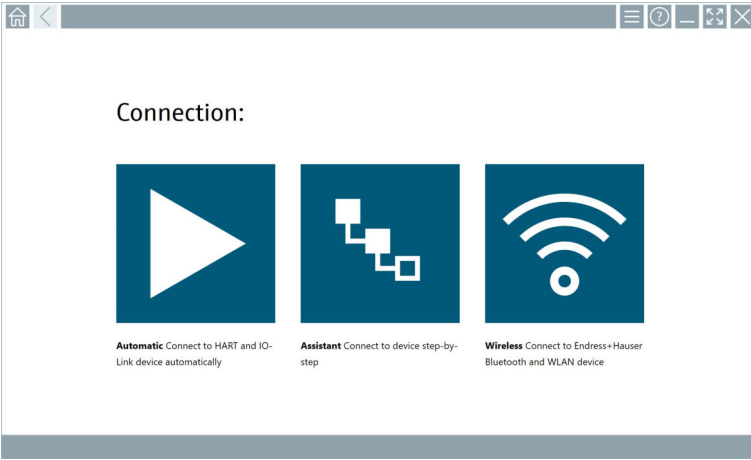 Connection:
Automatic Connect to HART and IO-
Link device automatically
Assistant Connect to device step-by-
step
Wireless Connect to Endress+Hauser
Bluetooth and WLAN device